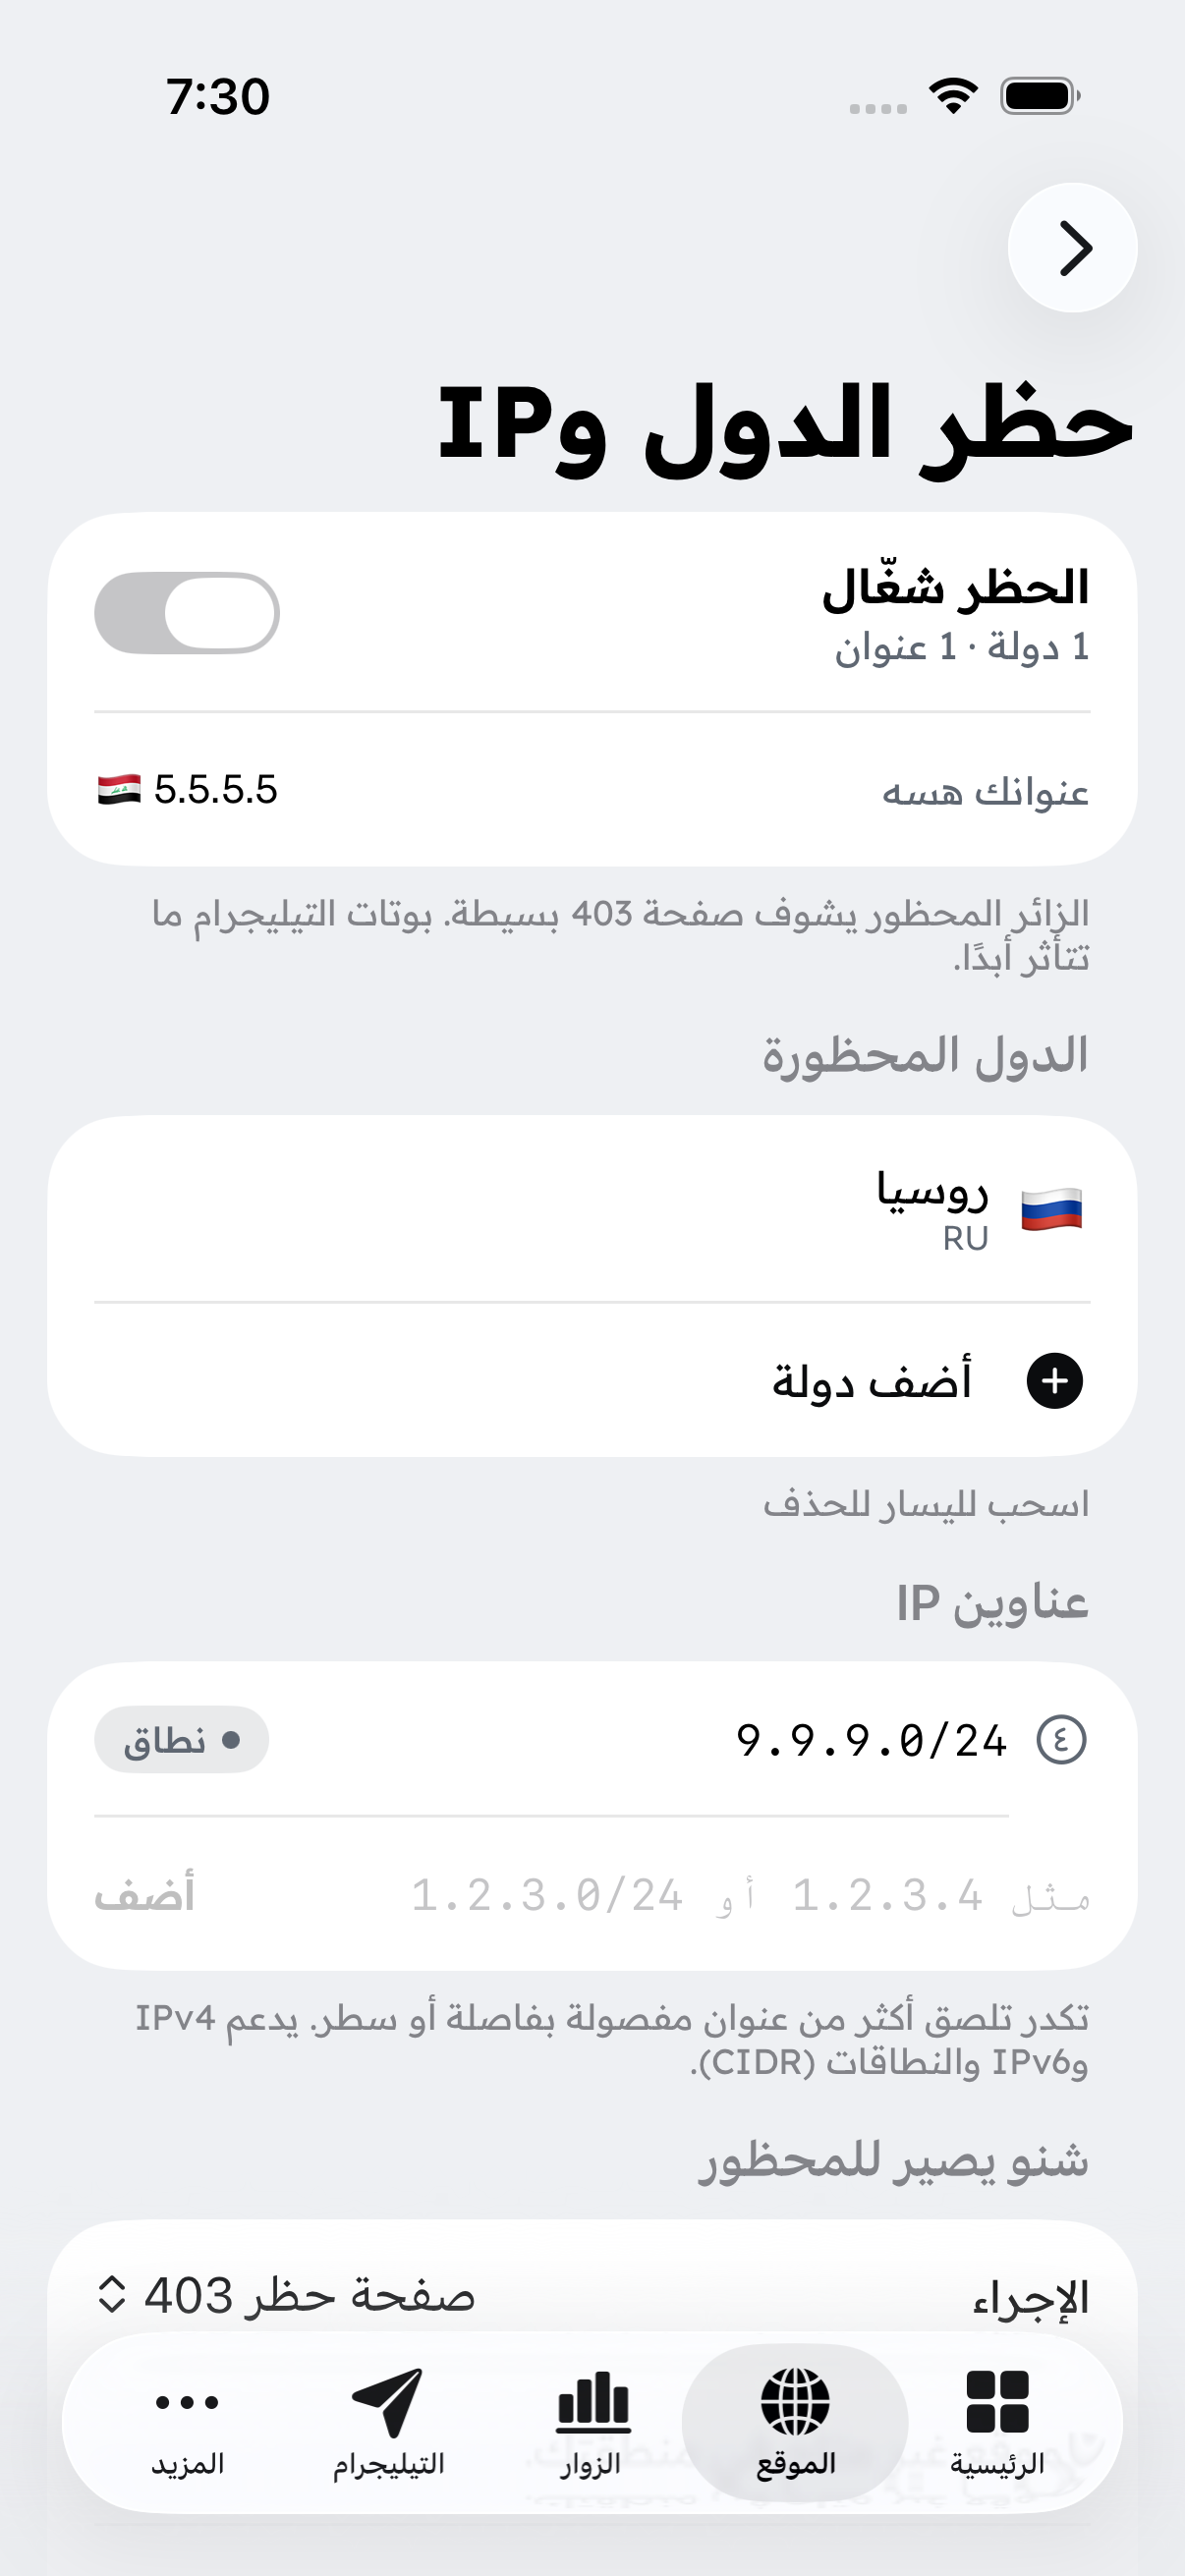 7:30
حظر الدول وIP
الحظر شغّال
1 دولة · 1 عنوان
عنوانك هسه
5.5.5.5
الزائر المحظور يشوف صفحة 403 بسيطة. بوتات التيليجرام ما
تتأثر أبدًا.
الدول المحظورة
روسيا
RU
أضف دولة
اسحب لليسار للحذف
عناوين IP
٤
9.9.9.0/24
نطاق
مثل 1.2.3.4 أو 1.2.3.0/24
أضف
تكدر تلصق أكثر من عنوان مفصولة بفاصلة أو سطر. يدعم IPv4
وIPv6 والنطاقات (CIDR).
شنو يصير للمحظور
الإجراء
صفحة حظر 403
الرئيسية
الموقع
الزوار
التيليجرام
المزيد